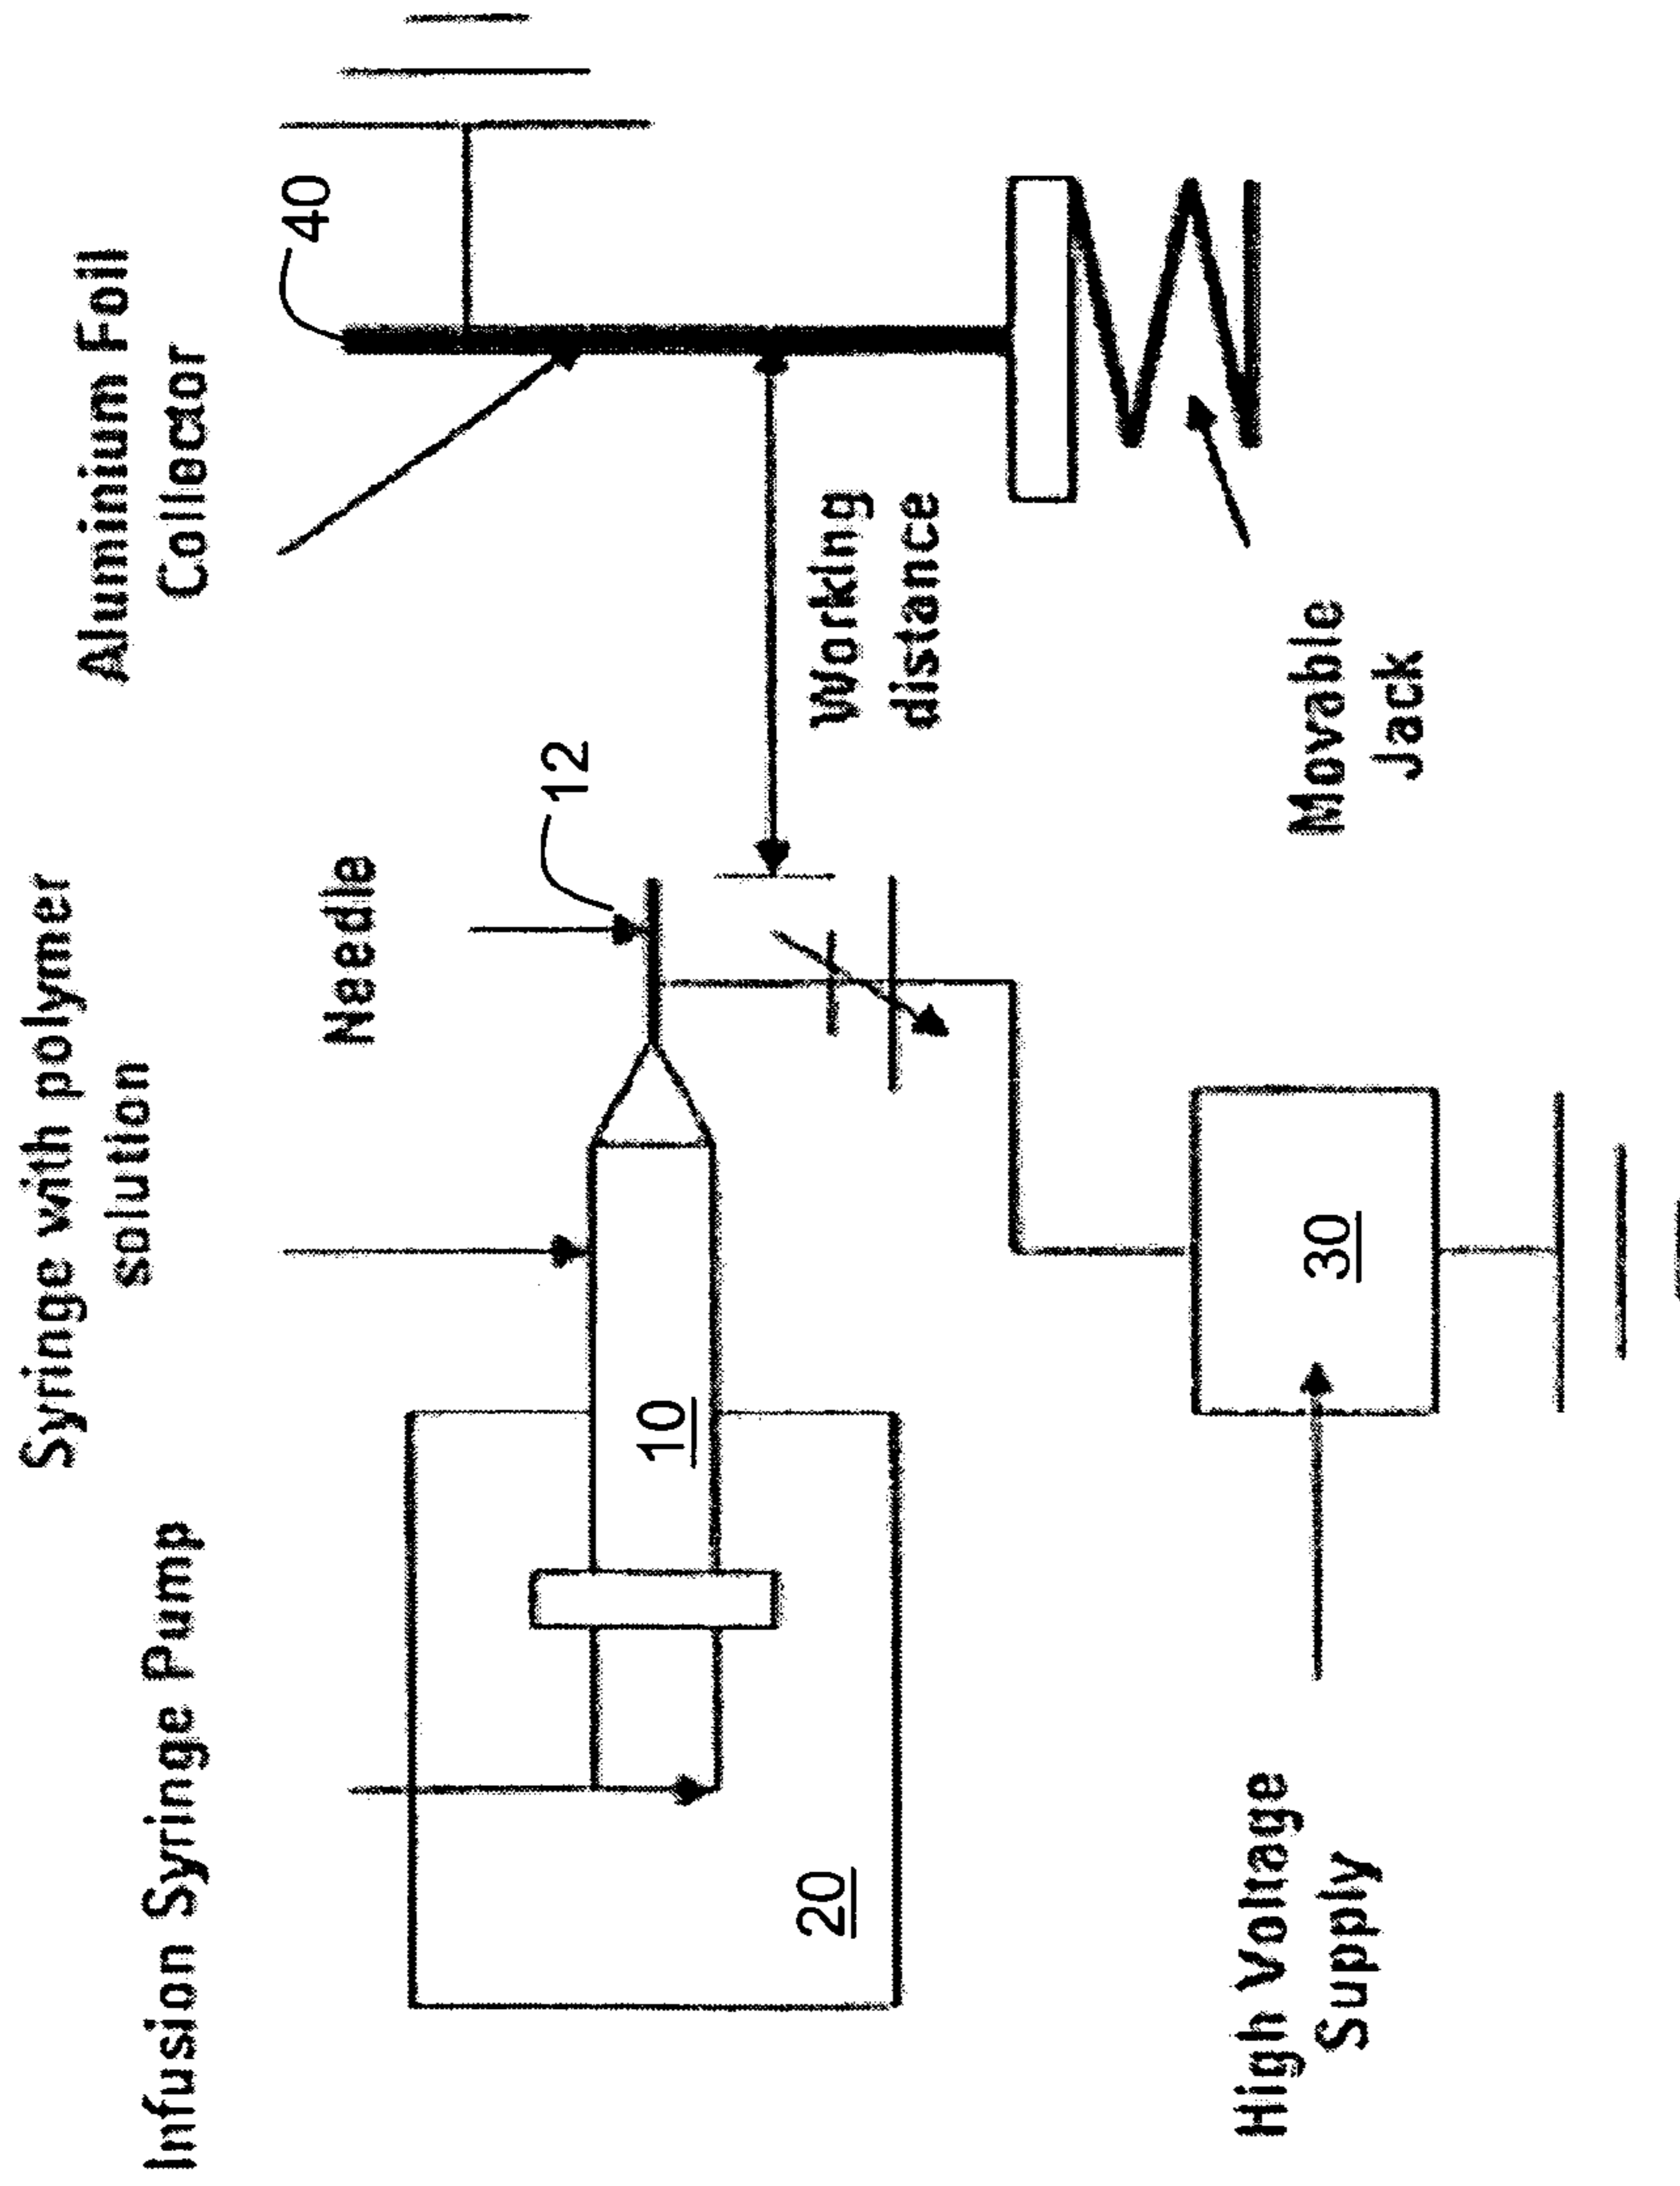 Infusion Syringe Pump
Syringe with polymer
solution
Aluminium Foil
Collector
40
Needle
12
10
20
Working
distance
High Voltage
Supply
30
Movable
Jack